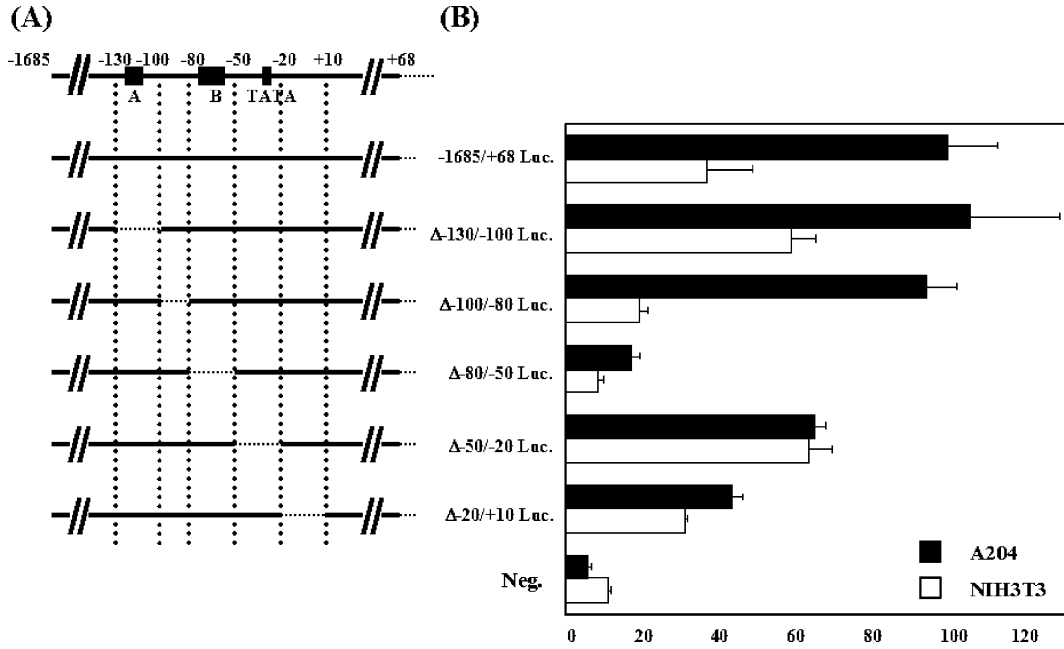 (A)
(B)
-1685 -130 -100 -80 -50 -20 +10 +68
A B TATA
-1685/+68 Luc.
Δ-130/-100 Luc.
Δ-100/-80 Luc.
Δ-80/-50 Luc.
Δ-50/-20 Luc.
Δ-20/+10 Luc.
Neg.
A204
NIH3T3
0 20 40 60 80 100 120